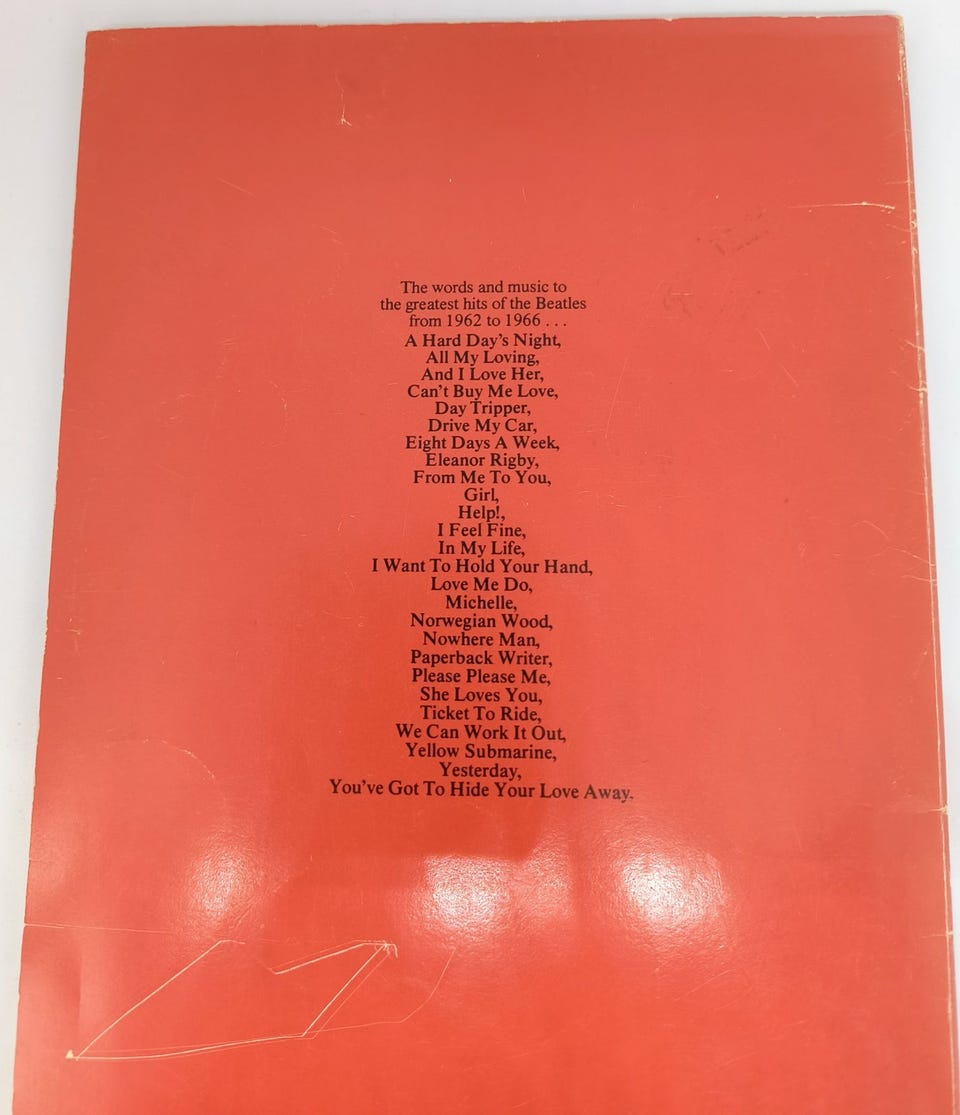 The words and music to
the greatest hits of the Beatles
from 1962 to 1966 . . .
A Hard Day's Night,
All My Loving,
And I Love Her,
Can't Buy Me Love,
Day Tripper,
Drive My Car,
Eight Days A Week,
Eleanor Rigby,
From Me To You,
Girl,
Help!,
I Feel Fine,
In My Life,
I Want To Hold Your Hand,
Love Me Do,
Michelle,
Norwegian Wood,
Nowhere Man,
Paperback Writer,
Please Please Me,
She Loves You,
Ticket To Ride,
We Can Work It Out,
Yellow Submarine,
Yesterday,
You've Got To Hide Your Love Away.